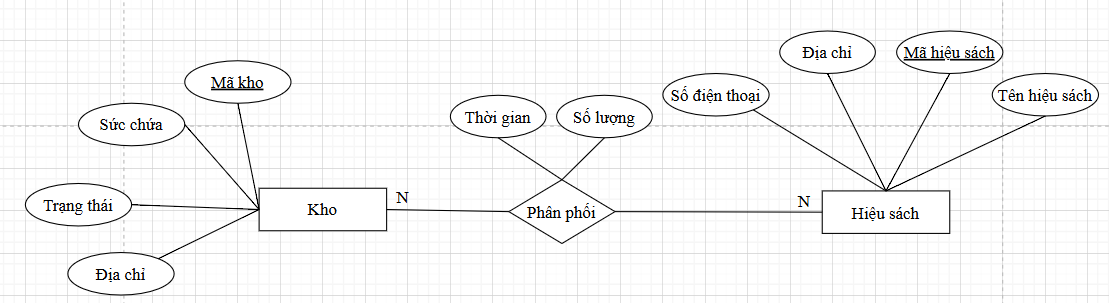 Mã kho
Sức chứa
Trạng thái
Địa chỉ
Kho
N
Thời gian
Số lượng
Phân phối
N
Số điện thoại
Địa chỉ
Mã hiệu sách
Tên hiệu sách
Hiệu sách